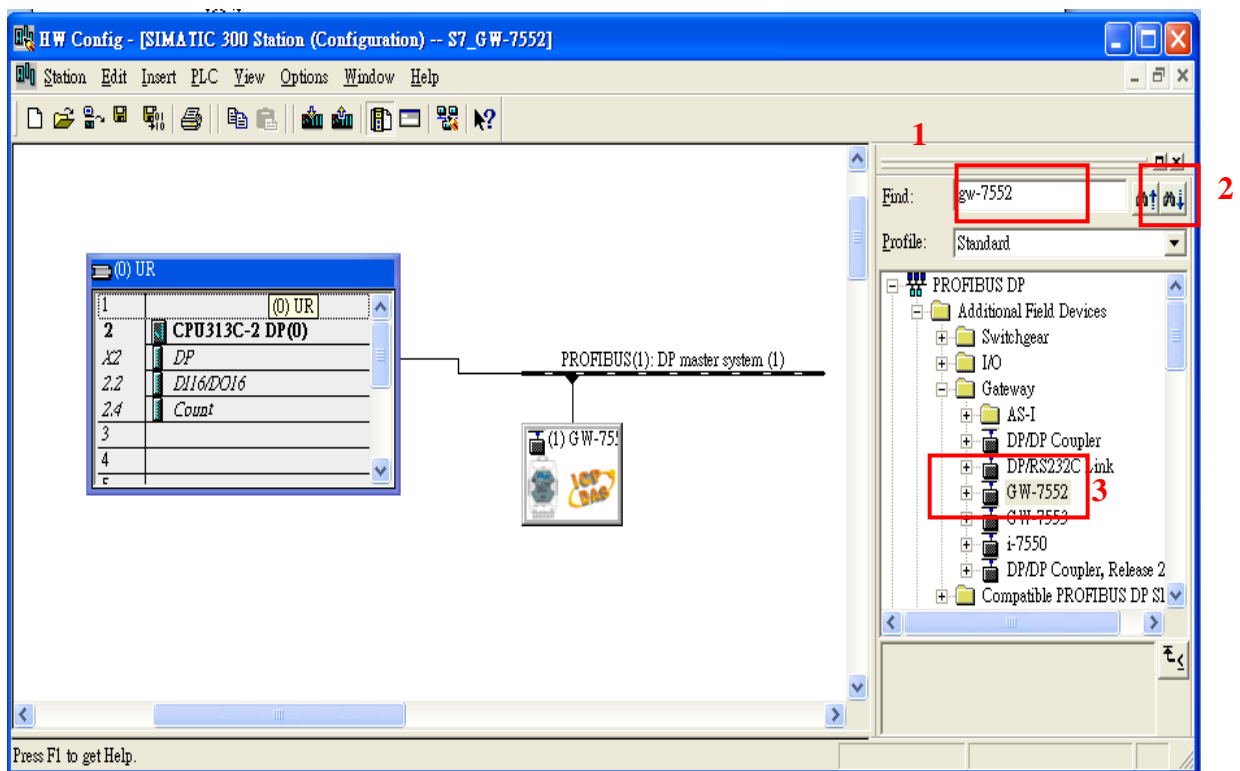 HW Config - [SIMATIC 300 Station (Configuration) -- S7_GW-7552]
Station Edit Insert PLC View Options Window Help
1
Find: gw-7552
2
Profile: Standard
(0) UR
1
(0) UR
2 CPU313C-2 DP(0)
X2 DP
2.2 DI16/DO16
2.4 Count
3
4
PROFIBUS(1): DP master system (1)
(1) GW-755
ICP DAS
PROFIBUS DP
Additional Field Devices
Switchgear
I/O
Gateway
AS-I
DP/DP Coupler
DP/RS232C Link
GW-7552
3
GW-7553
i-7550
DP/DP Coupler, Release 2
Compatible PROFIBUS DP Sl
Press F1 to get Help.